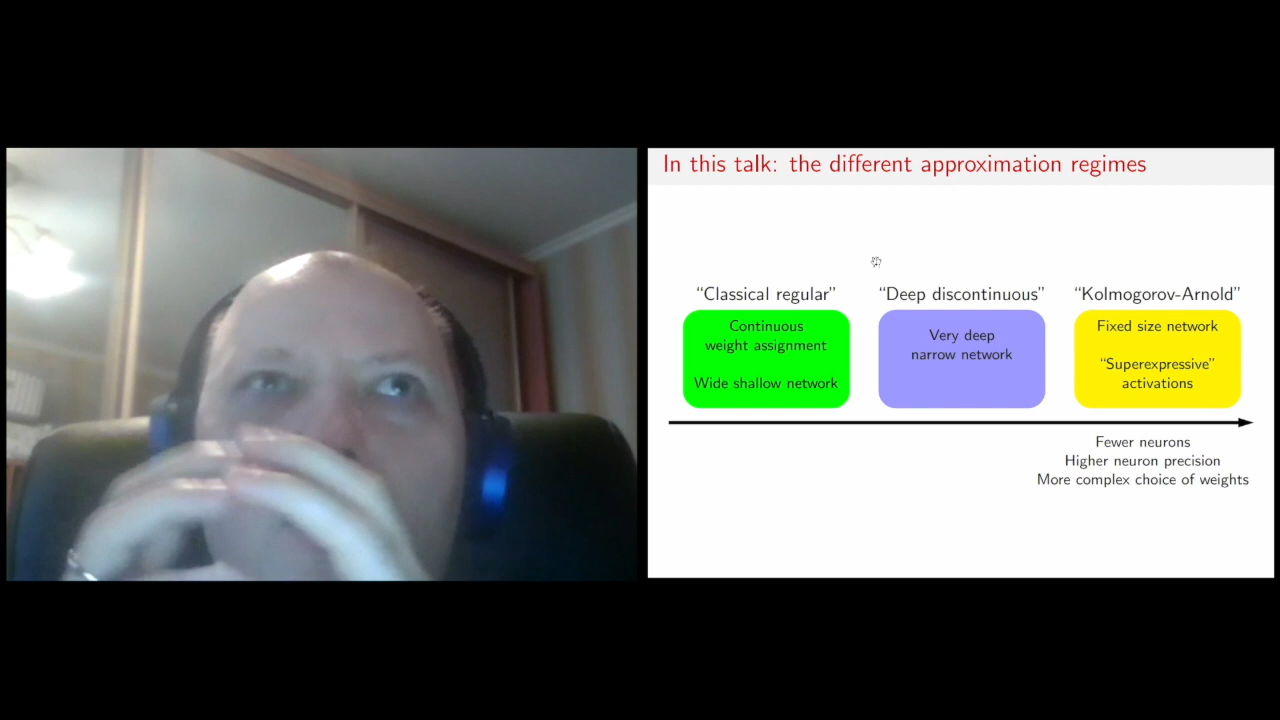 In this talk: the different approximation regimes
“Classical regular”
Continuous
weight assignment
Wide shallow network
“Deep discontinuous”
Very deep
narrow network
“Kolmogorov-Arnold”
Fixed size network
“Superexpressive”
activations
Fewer neurons
Higher neuron precision
More complex choice of weights